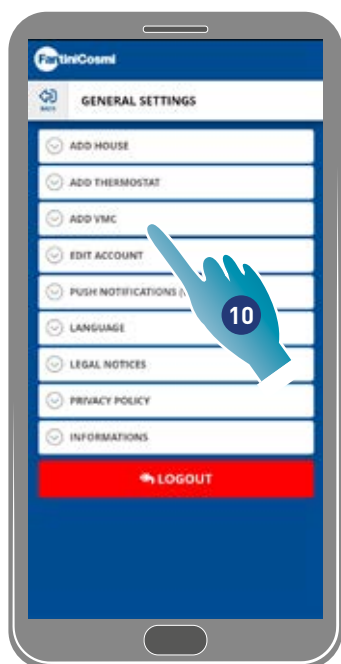 FantiniCosmi
BACK
GENERAL SETTINGS
ADD HOUSE
ADD THERMOSTAT
ADD VMC
EDIT ACCOUNT
PUSH NOTIFICATIONS (
10
LANGUAGE
LEGAL NOTICES
PRIVACY POLICY
INFORMATIONS
LOGOUT